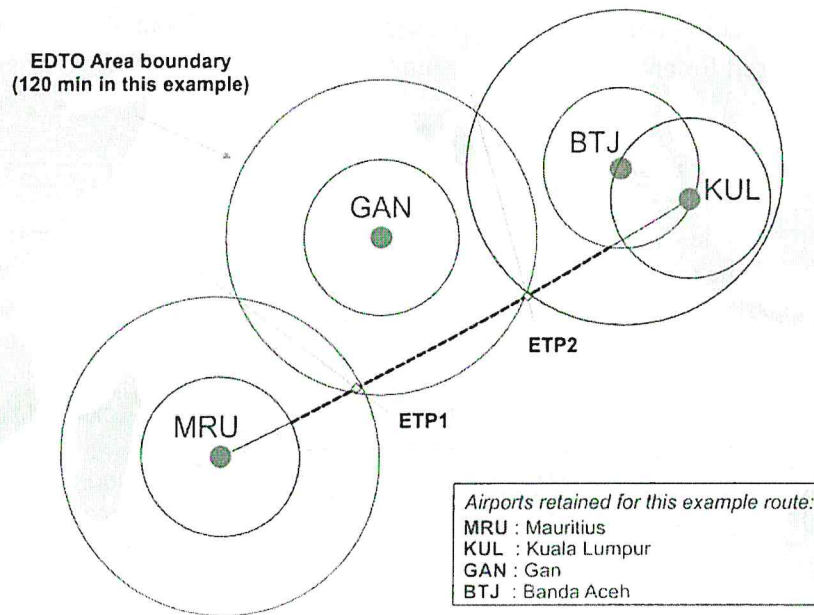 EDTO Area boundary
(120 min in this example)
BTJ
KUL
GAN
ETP2
ETP1
MRU
Airports retained for this example route:
MRU : Mauritius
KUL : Kuala Lumpur
GAN : Gan
BTJ : Banda Aceh